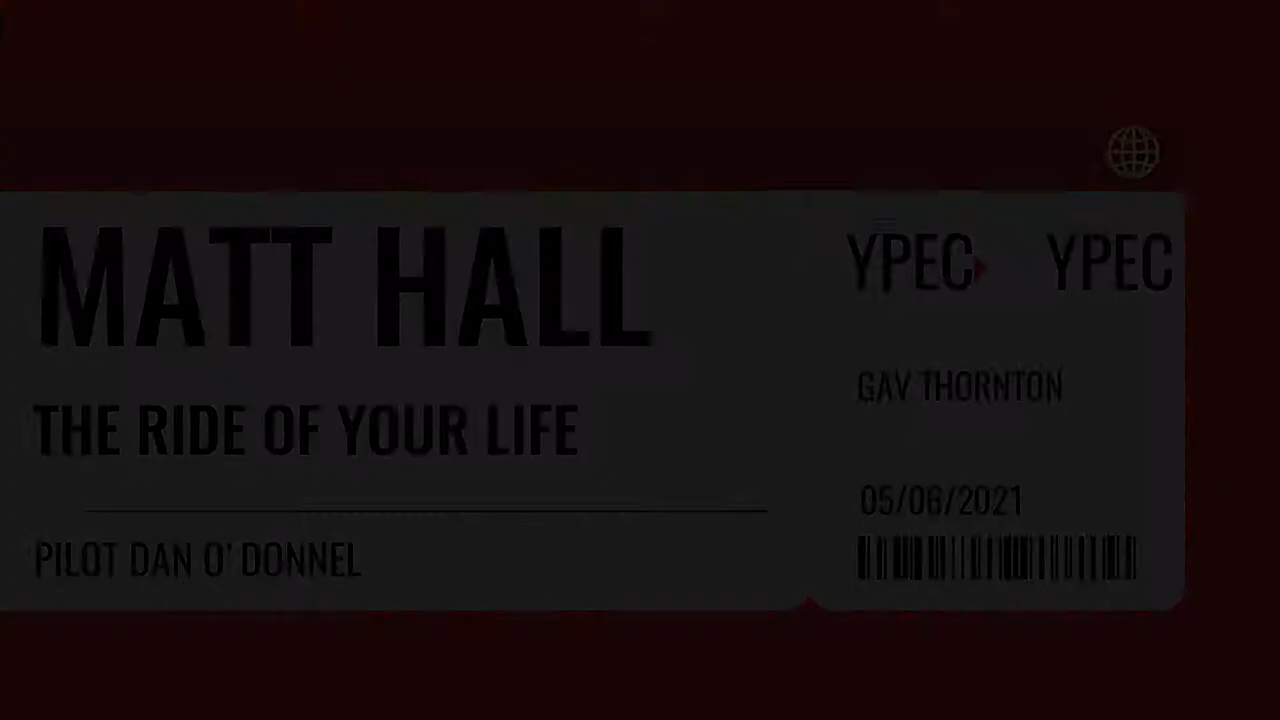 MATT HALL
THE RIDE OF YOUR LIFE
PILOT DAN O' DONNEL
YPEC YPEC
GAV THORNTON
05/06/2021